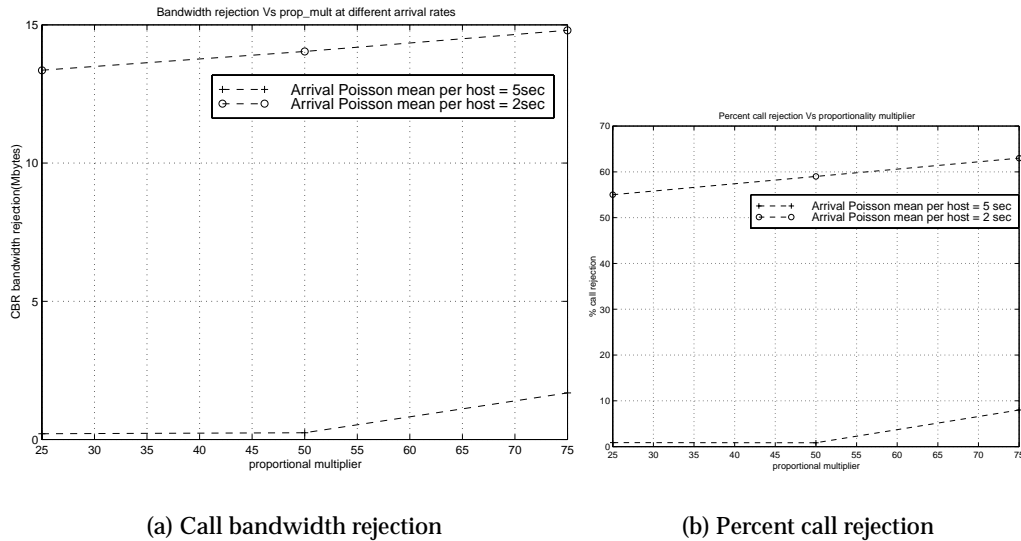 Bandwidth rejection Vs prop_mult at different arrival rates
15
10
5
0
CBR bandwidth rejection(Mbytes)
Arrival Poisson mean per host = 5sec
Arrival Poisson mean per host = 2sec
25 30 35 40 45 50 55 60 65 70 75
proportional multiplier
(a) Call bandwidth rejection
Percent call rejection Vs proportionality multiplier
70
60
50
40
30
20
10
0
% call rejection
Arrival Poisson mean per host = 5 sec
Arrival Poisson mean per host = 2 sec
25 30 35 40 45 50 55 60 65 70 75
proportional multiplier
(b) Percent call rejection